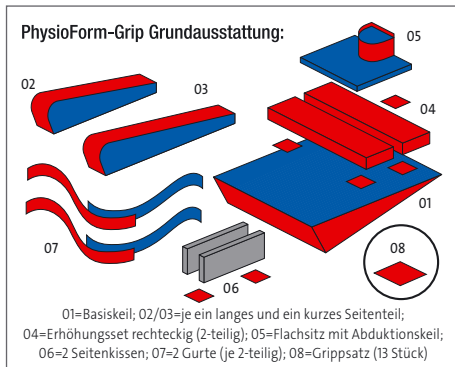 PhysioForm-Grip Grundausstattung:
05
02
03
04
01
07
08
06
01=Basiskeil; 02/03=je ein langes und ein kurzes Seitenteil;
04=Erhöhungsset rechteckig (2-teilig); 05=Flachsitz mit Abduktionskeil;
06=2 Seitenkissen; 07=2 Gurte (je 2-teilig); 08=Grippsatz (13 Stück)